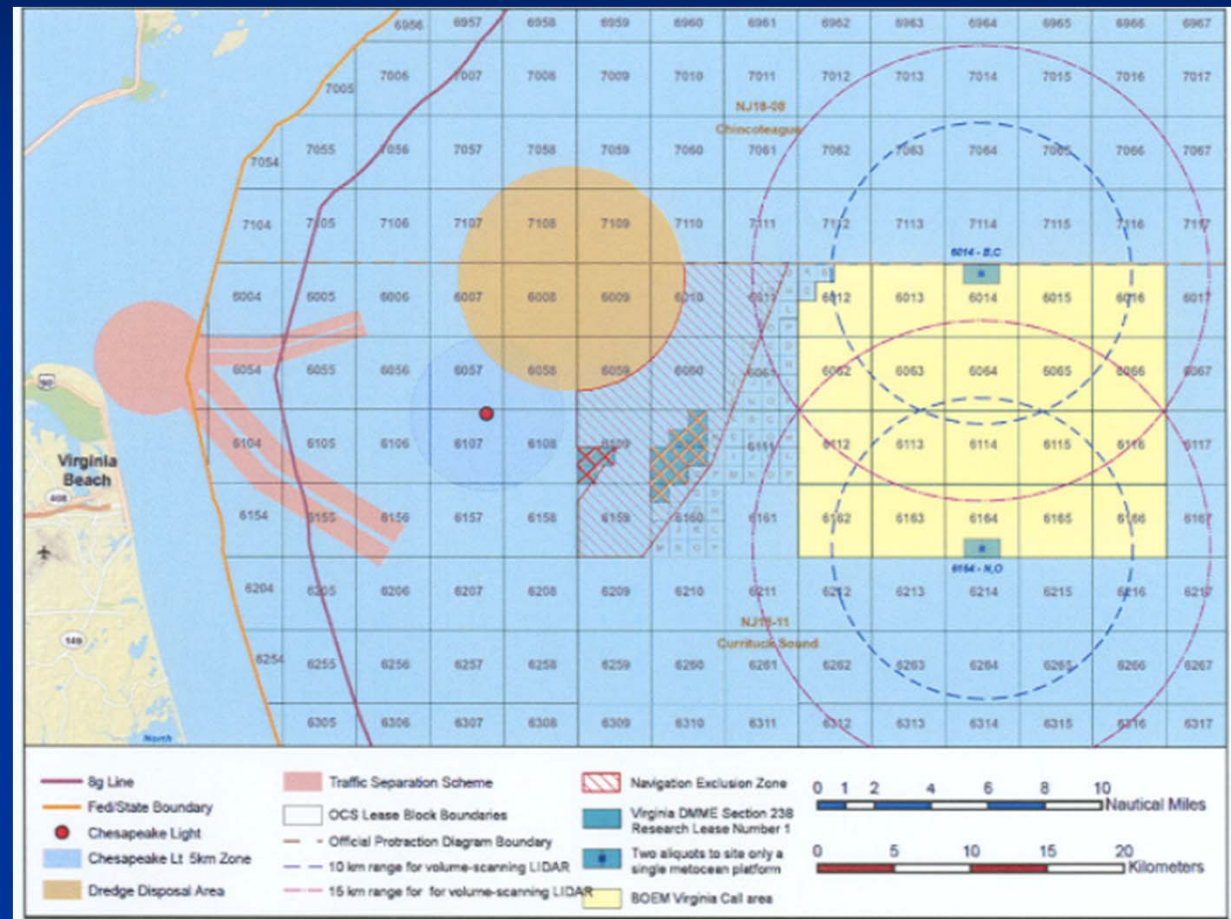 6956 6957 6958 6959 6960 6961 6962 6963 6964 6965 6966 6967
7005 7006 7007 7008 7009 7010 7011 7012 7013 7014 7015 7016 7017
NJ18-08
Chincoteague
7054 7055 7056 7057 7058 7059 7060 7061 7062 7063 7064 7065 7066 7067
7104 7105 7106 7107 7108 7109 7110 7111 7112 7113 7114 7115 7116 7117
6014 - B,C
6004 6005 6006 6007 6008 6009 6010 6011 6012 6013 6014 6015 6016 6017
6054 6055 6056 6057 6058 6059 6060 6061 6062 6063 6064 6065 6066 6067
6104 6105 6106 6107 6108 6109 6111 6112 6113 6114 6115 6116 6117
Virginia
Beach
408
6154 6155 6156 6157 6158 6159 6160 6161 6162 6163 6164 6165 6166 6167
6164 - N,O
6204 6205 6206 6207 6208 6209 6210 6211 6212 6213 6214 6215 6216 6217
NJ18-11
Currituck Sound
149
6254 6255 6256 6257 6258 6259 6260 6261 6262 6263 6264 6265 6266 6267
6305 6306 6307 6308 6309 6310 6311 6312 6313 6314 6315 6316 6317
North
8g Line
Fed/State Boundary
Chesapeake Light
Chesapeake Lt 5km Zone
Dredge Disposal Area
Traffic Separation Scheme
OCS Lease Block Boundaries
Official Protraction Diagram Boundary
10 km range for volume-scanning LIDAR
15 km range for for volume-scanning LIDAR
Navigation Exclusion Zone
Virginia DMME Section 238
Research Lease Number 1
Two aliquots to site only a
single metocean platform
BOEM Virginia Call area
0 1 2 4 6 8 10
Nautical Miles
0 5 10 15 20
Kilometers